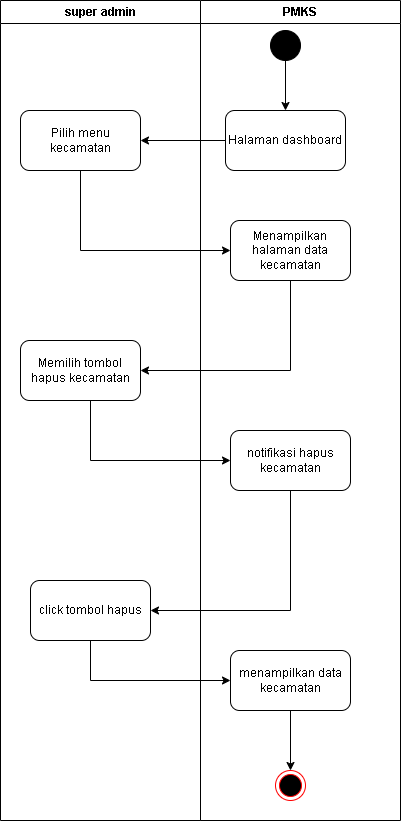 super admin
PMKS
Halaman dashboard
Pilih menu
kecamatan
Menampilkan
halaman data
kecamatan
Memilih tombol
hapus kecamatan
notifikasi hapus
kecamatan
click tombol hapus
menampilkan data
kecamatan